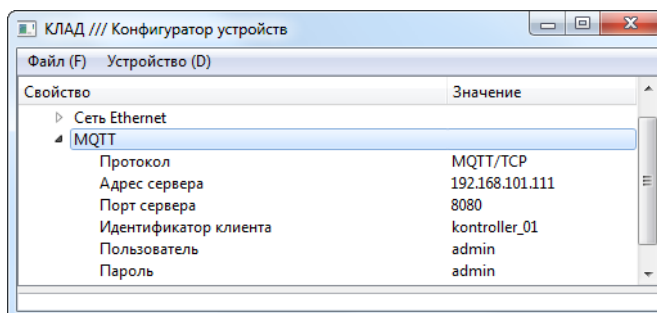 КЛАД /// Конфигуратор устройств
Файл (F) Устройство (D)
Свойство Значение
Сеть Ethernet
MQTT
Протокол MQTT/TCP
Адрес сервера 192.168.101.111
Порт сервера 8080
Идентификатор клиента kontroller_01
Пользователь admin
Пароль admin